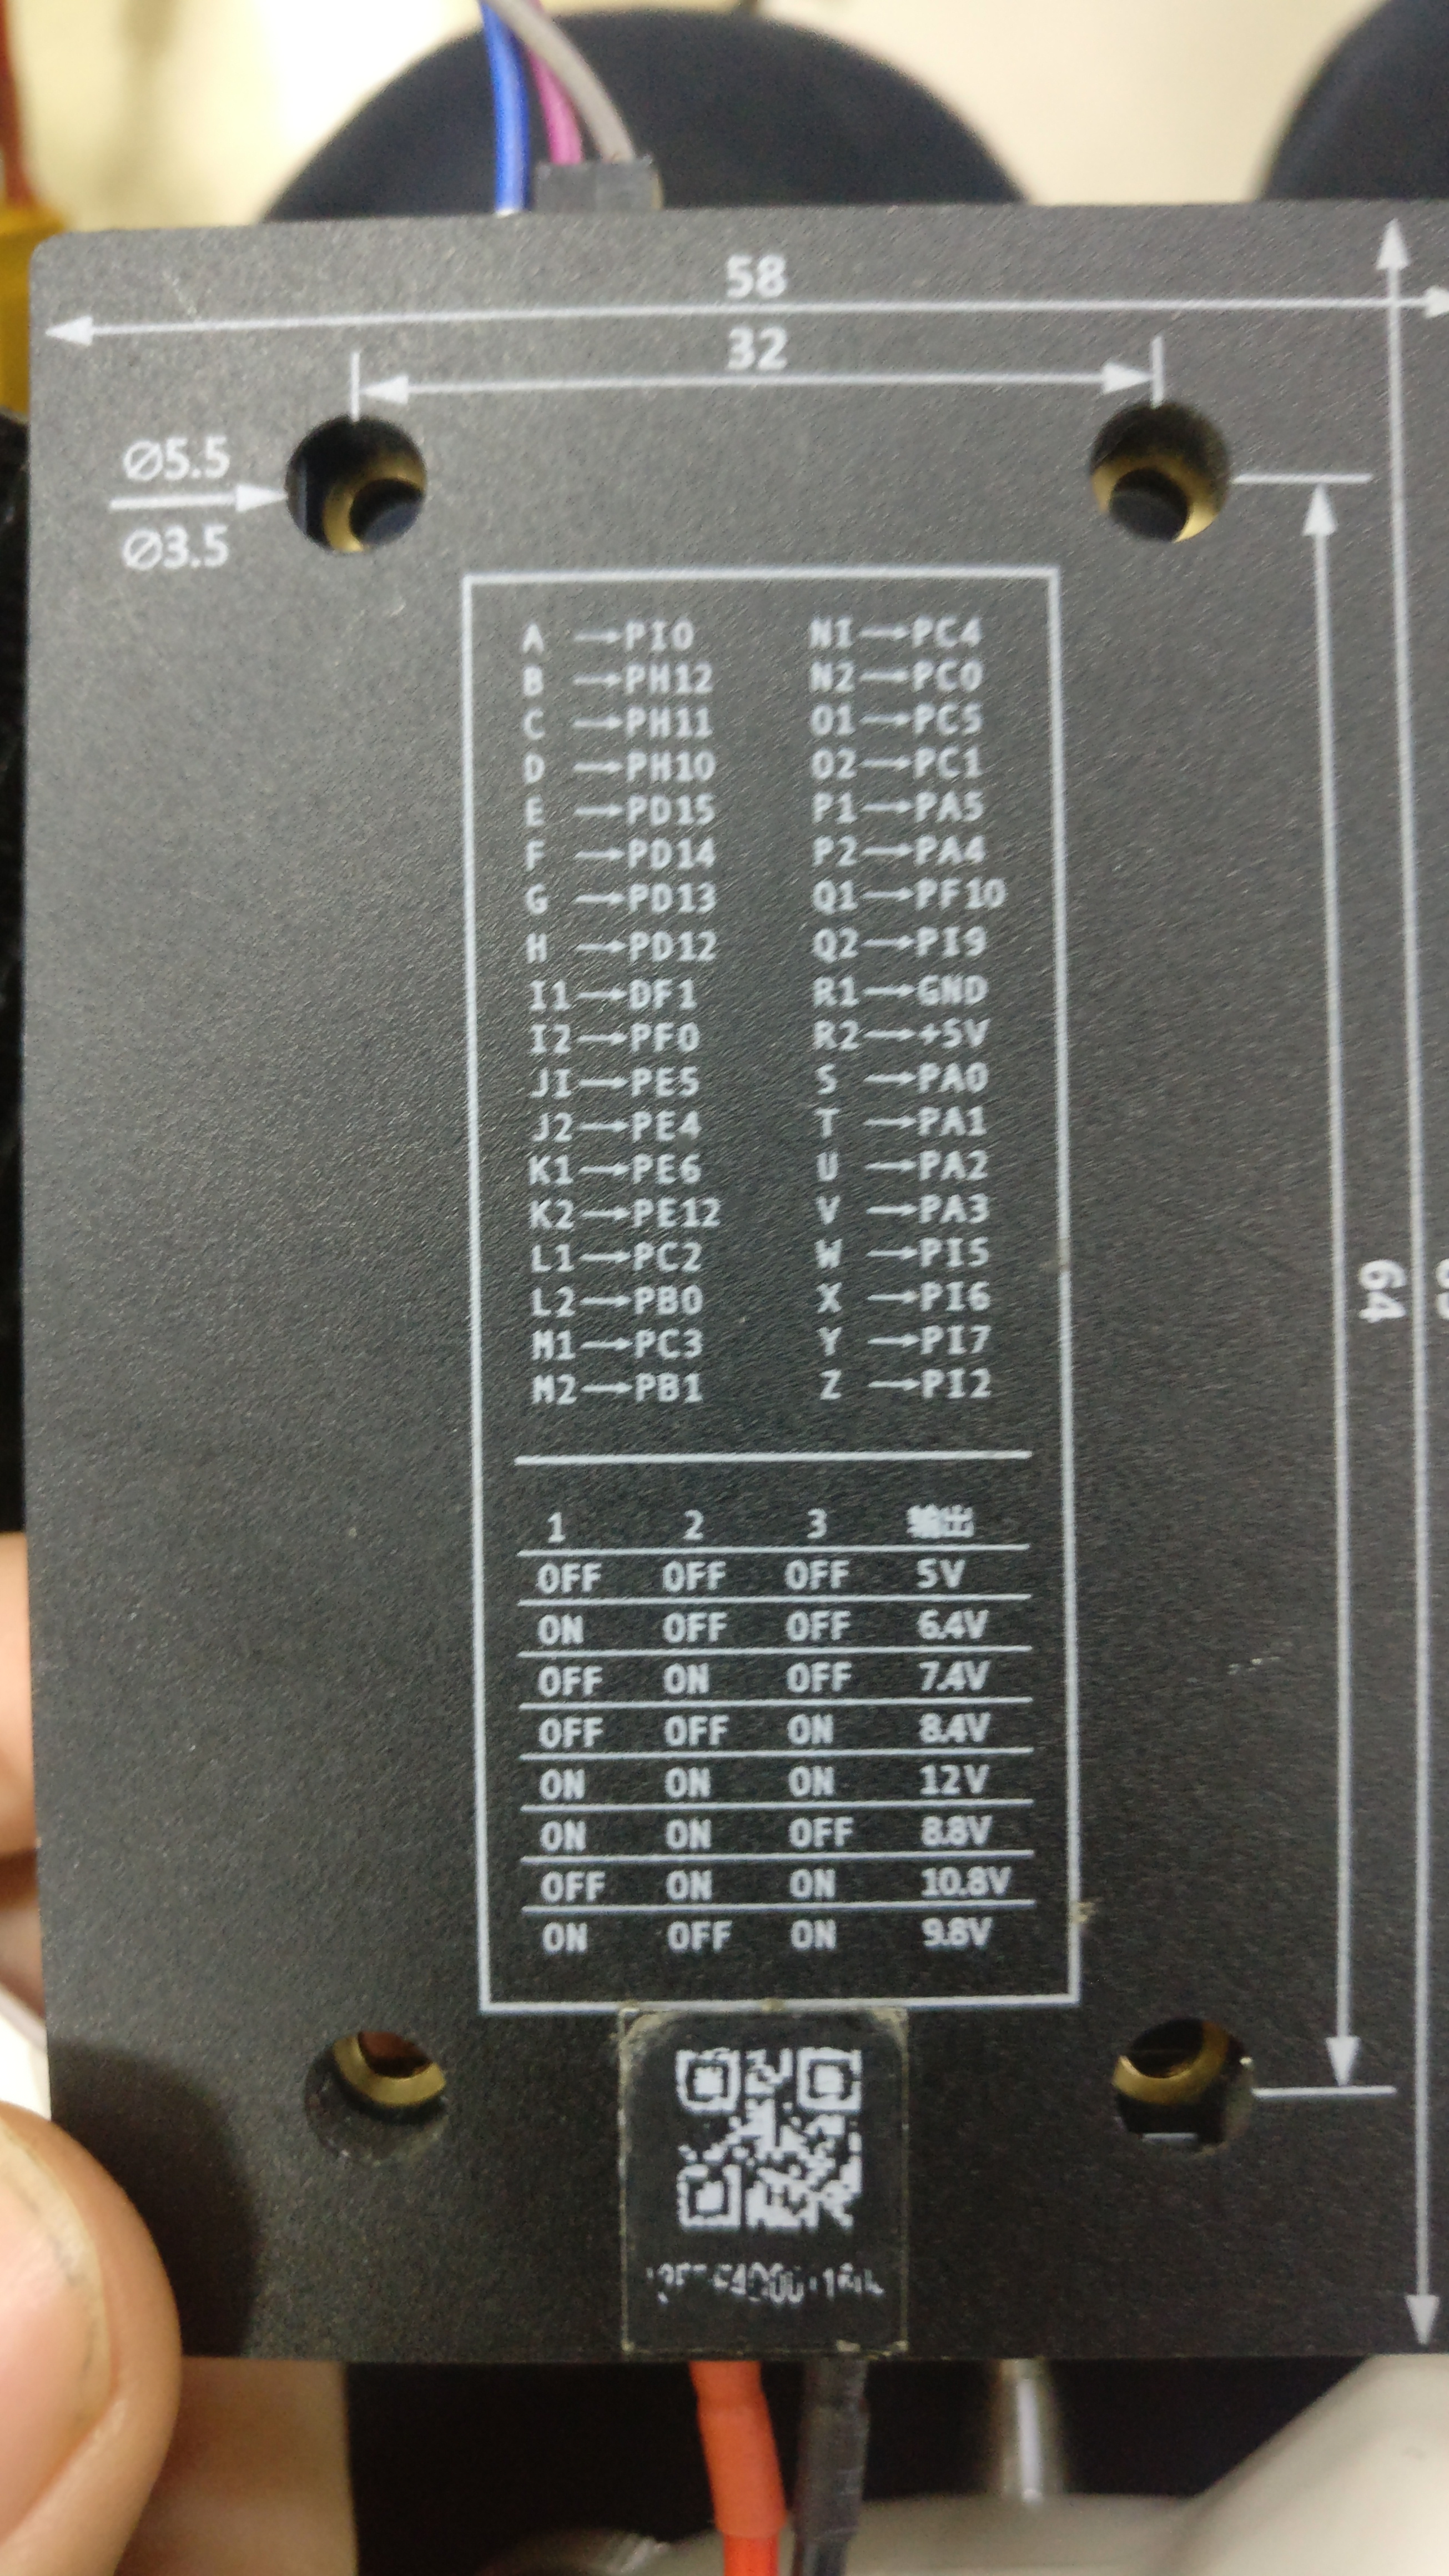 58
32
Ø5.5
Ø3.5
A →PI0 NI→PC4
B →PH12 N2→PC0
C →PH11 O1→PC5
D →PH10 O2→PC1
E →PD15 P1→PA5
F →PD14 P2→PA4
G →PD13 Q1→PF10
H →PD12 Q2→PI9
I1→DF1 R1→GND
I2→PF0 R2→+5V
JI→PE5 S →PA0
J2→PE4 T →PA1
K1→PE6 U →PA2
K2→PE12 V →PA3
L1→PC2 W →PI5
L2→PB0 X →PI6
M1→PC3 Y →PI7
M2→PB1 Z →PI2
64
1 2 3 输出
OFF OFF OFF 5V
ON OFF OFF 6.4V
OFF ON OFF 7.4V
OFF OFF ON 8.4V
ON ON ON 12V
ON ON OFF 8.8V
OFF ON ON 10.8V
ON OFF ON 9.8V